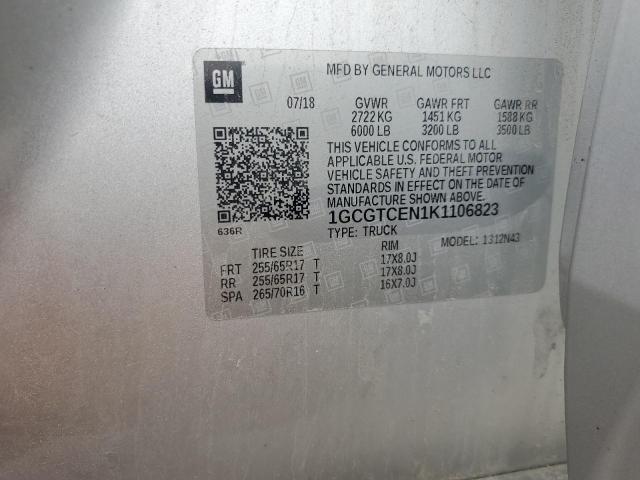 GM
MFD BY GENERAL MOTORS LLC
07/18 GVWR GAWR FRT GAWR RR
2722 KG 1451 KG 1588 KG
6000 LB 3200 LB 3500 LB
THIS VEHICLE CONFORMS TO ALL
APPLICABLE U.S. FEDERAL MOTOR
VEHICLE SAFETY AND THEFT PREVENTION
STANDARDS IN EFFECT ON THE DATE OF
MANUFACTURE SHOWN ABOVE.
1GCGTCEN1K1106823
636R TYPE: TRUCK MODEL: 1312N43
TIRE SIZE RIM
FRT 255/65R17 T 17X8.0J
RR 255/65R17 T 17X8.0J
SPA 265/70R16 T 16X7.0J